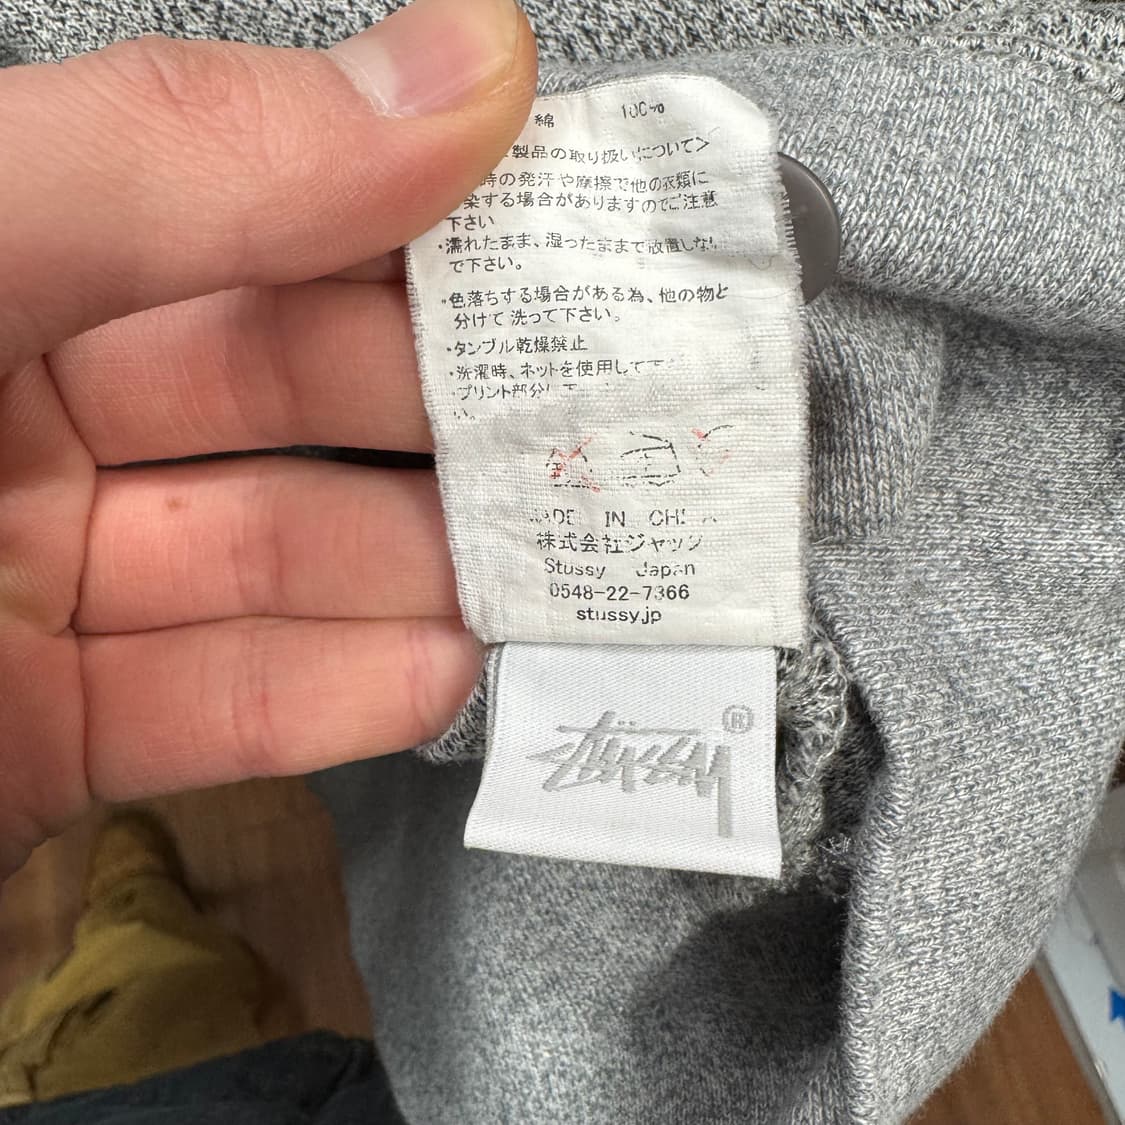 綿 100%
製品の取り扱いについて>
時の発汗や摩擦で他の衣類に
染する場合がありますのでご注意
下さい
・濡れたまま、湿ったままで放置しない
で下さい。
・色落ちする場合がある為、他の物と
分けて洗って下さい。
・タンブル乾燥禁止
・洗濯時、ネットを使用して下
・プリント部分
い。
MADE IN CHINA
株式会社ジャック
Stussy Japan
0548-22-7366
stussy.jp
STÜSSY®